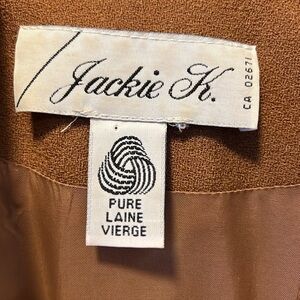 Jackie K.
CA 02671
PURE
LAINE
VIERGE